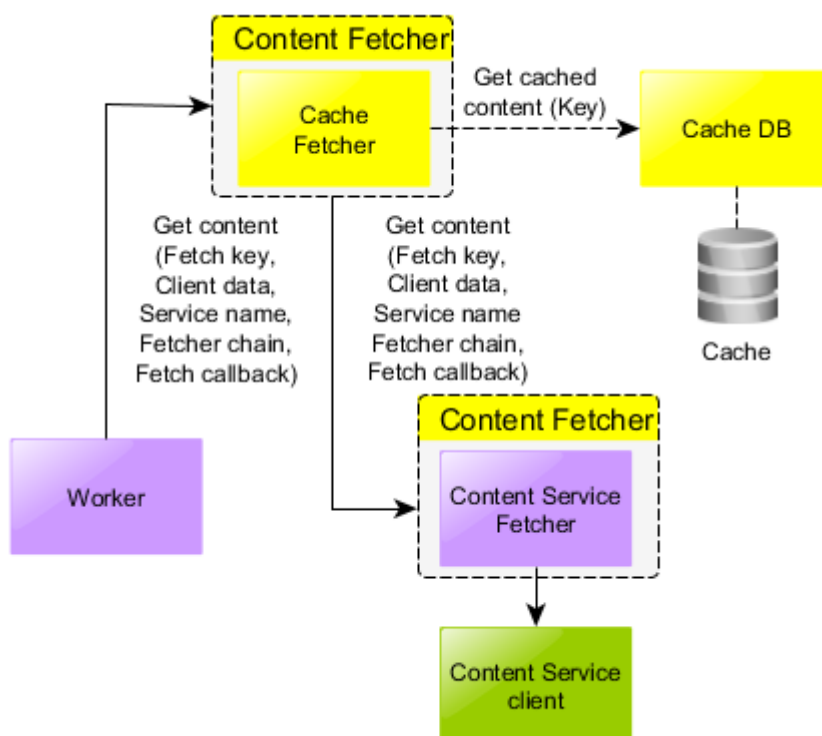 Content Fetcher
Cache
Fetcher
Get cached
content (Key)
Cache DB
Cache
Get content
(Fetch key,
Client data,
Service name,
Fetcher chain,
Fetch callback)
Get content
(Fetch key,
Client data,
Service name
Fetcher chain,
Fetch callback)
Worker
Content Fetcher
Content Service
Fetcher
Content Service
client